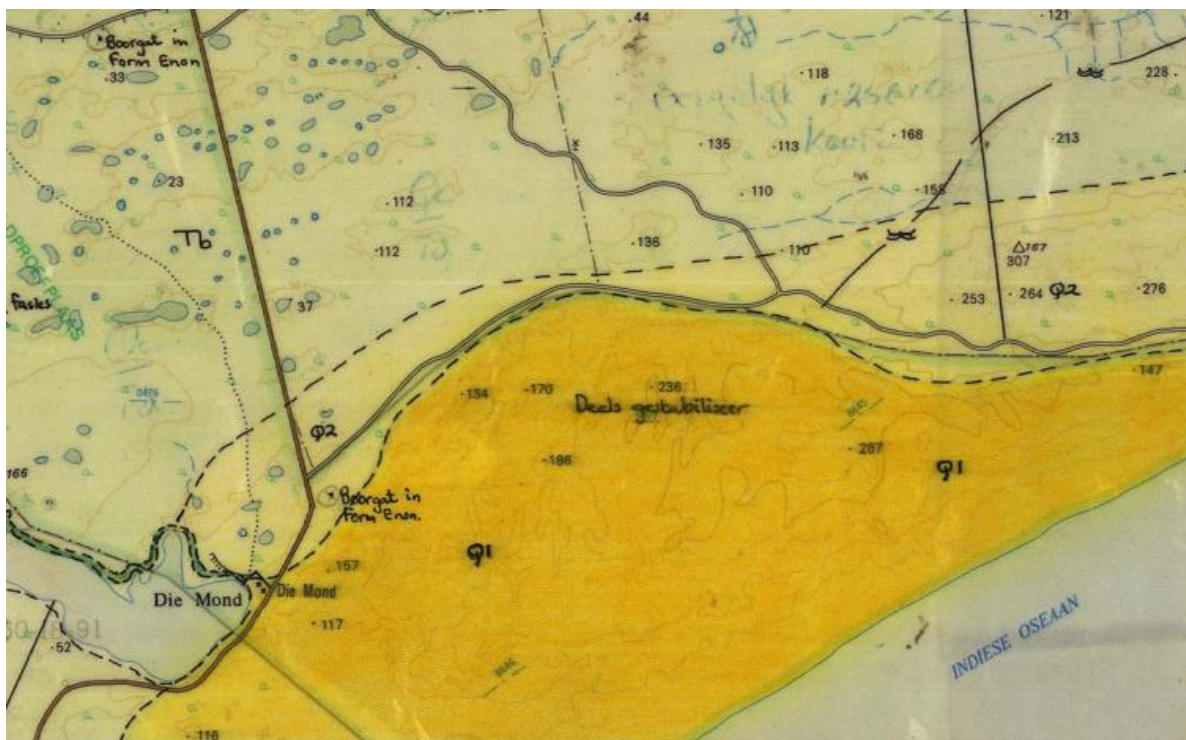 Boorgat in
Form Enon
33
44
121
118
228
135
113
168
213
23
112
110
158
Tb
112
136
110
167
307
37
253
264
Q2
276
fasies
147
134
170
236
Deels gestabiliseer
Q2
186
287
Q1
166
Boorgat in
Form Enon.
Q1
157
Die Mond
Die Mond
117
52
INDIESE OSEAAN
116